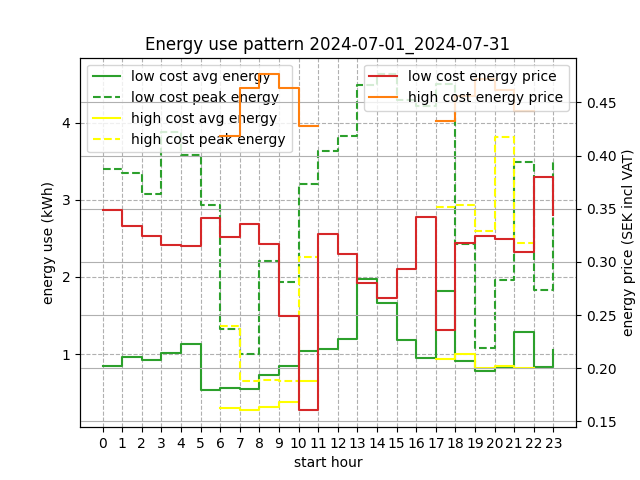 Energy use pattern 2024-07-01_2024-07-31
low cost avg energy
low cost peak energy
high cost avg energy
high cost peak energy
low cost energy price
high cost energy price
energy use (kWh)
4
3
2
1
0.45
0.40
0.35
0.30
0.25
0.20
0.15
energy price (SEK incl VAT)
0 1 2 3 4 5 6 7 8 9 10 11 12 13 14 15 16 17 18 19 20 21 22 23
start hour